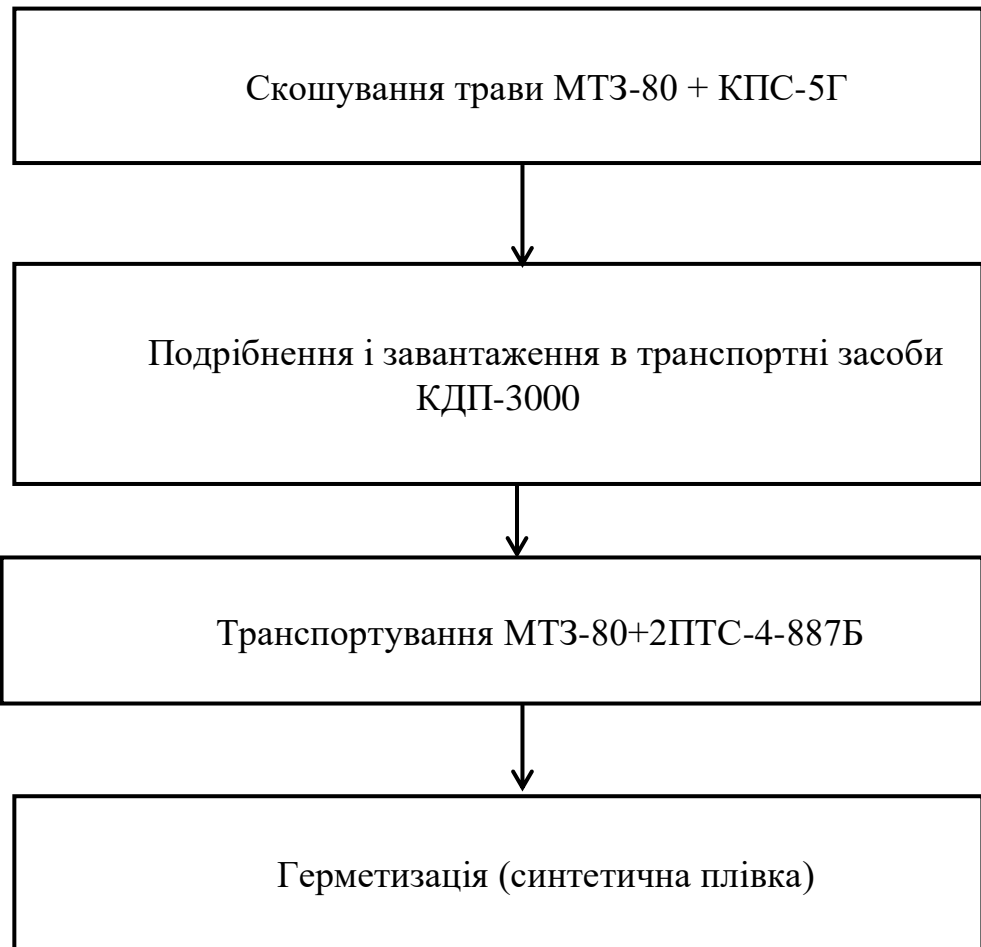 Скошування трави МТЗ-80 + КПС-5Г
Подрібнення і завантаження в транспортні засоби
КДП-3000
Транспортування МТЗ-80+2ПТС-4-887Б
Герметизація (синтетична плівка)